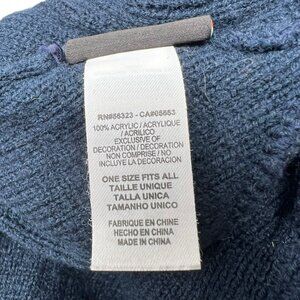 RN#56323 - CA#05553
100% ACRYLIC / ACRYLIQUE
/ ACRILICO
EXCLUSIVE OF
DECORATION / DECORATION
NON COMPRISE / NO
INCLUYE LA DECORACION
ONE SIZE FITS ALL
TAILLE UNIQUE
TALLA UNICA
TAMANHO UNICO
FABRIQUE EN CHINE
HECHO EN CHINA
MADE IN CHINA